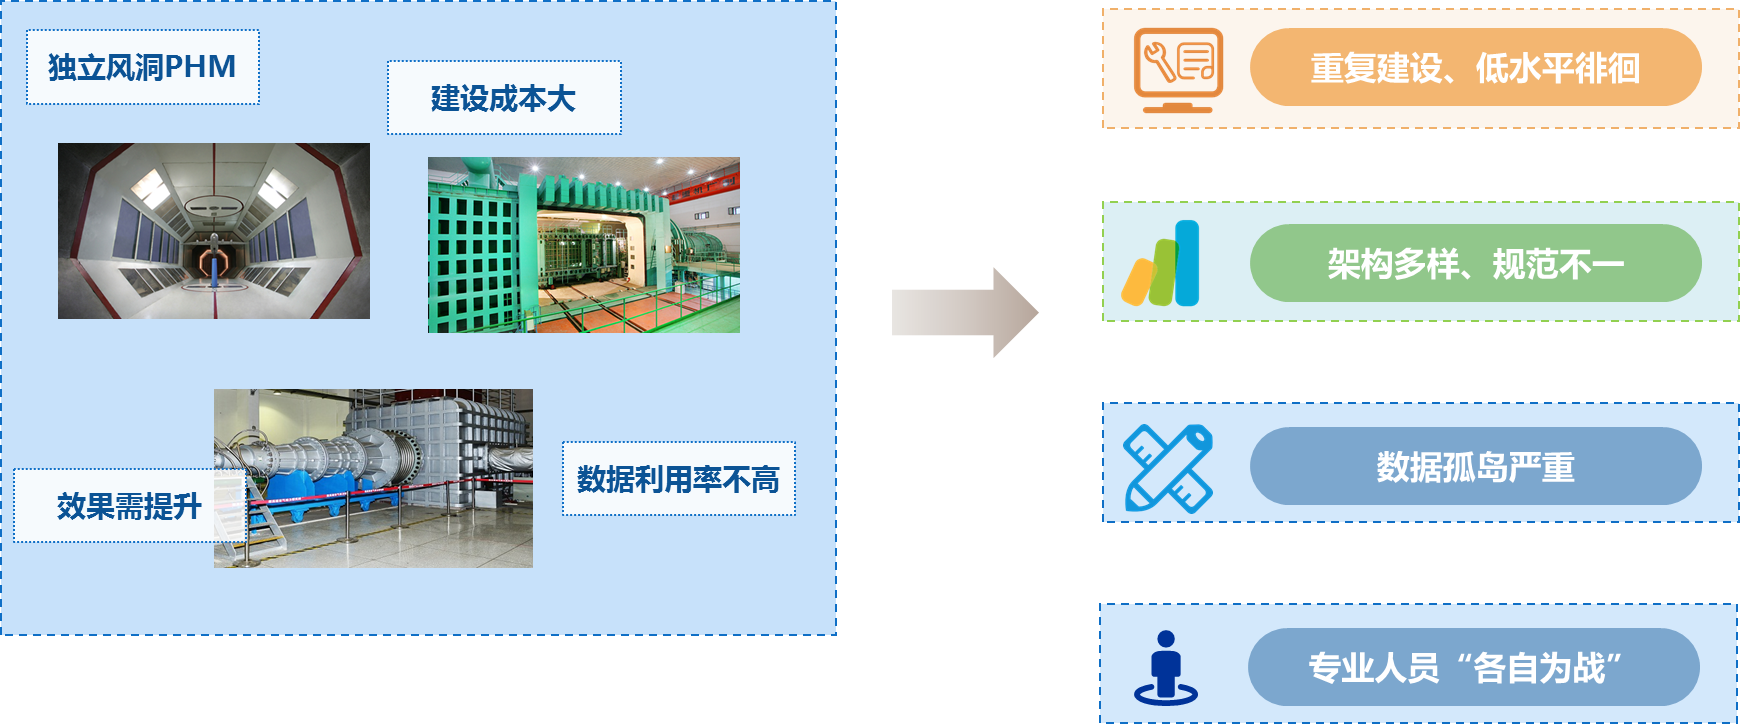 独立风洞PHM
建设成本大
效果需提升
数据利用率不高
重复建设、低水平徘徊
架构多样、规范不一
数据孤岛严重
专业人员“各自为战”